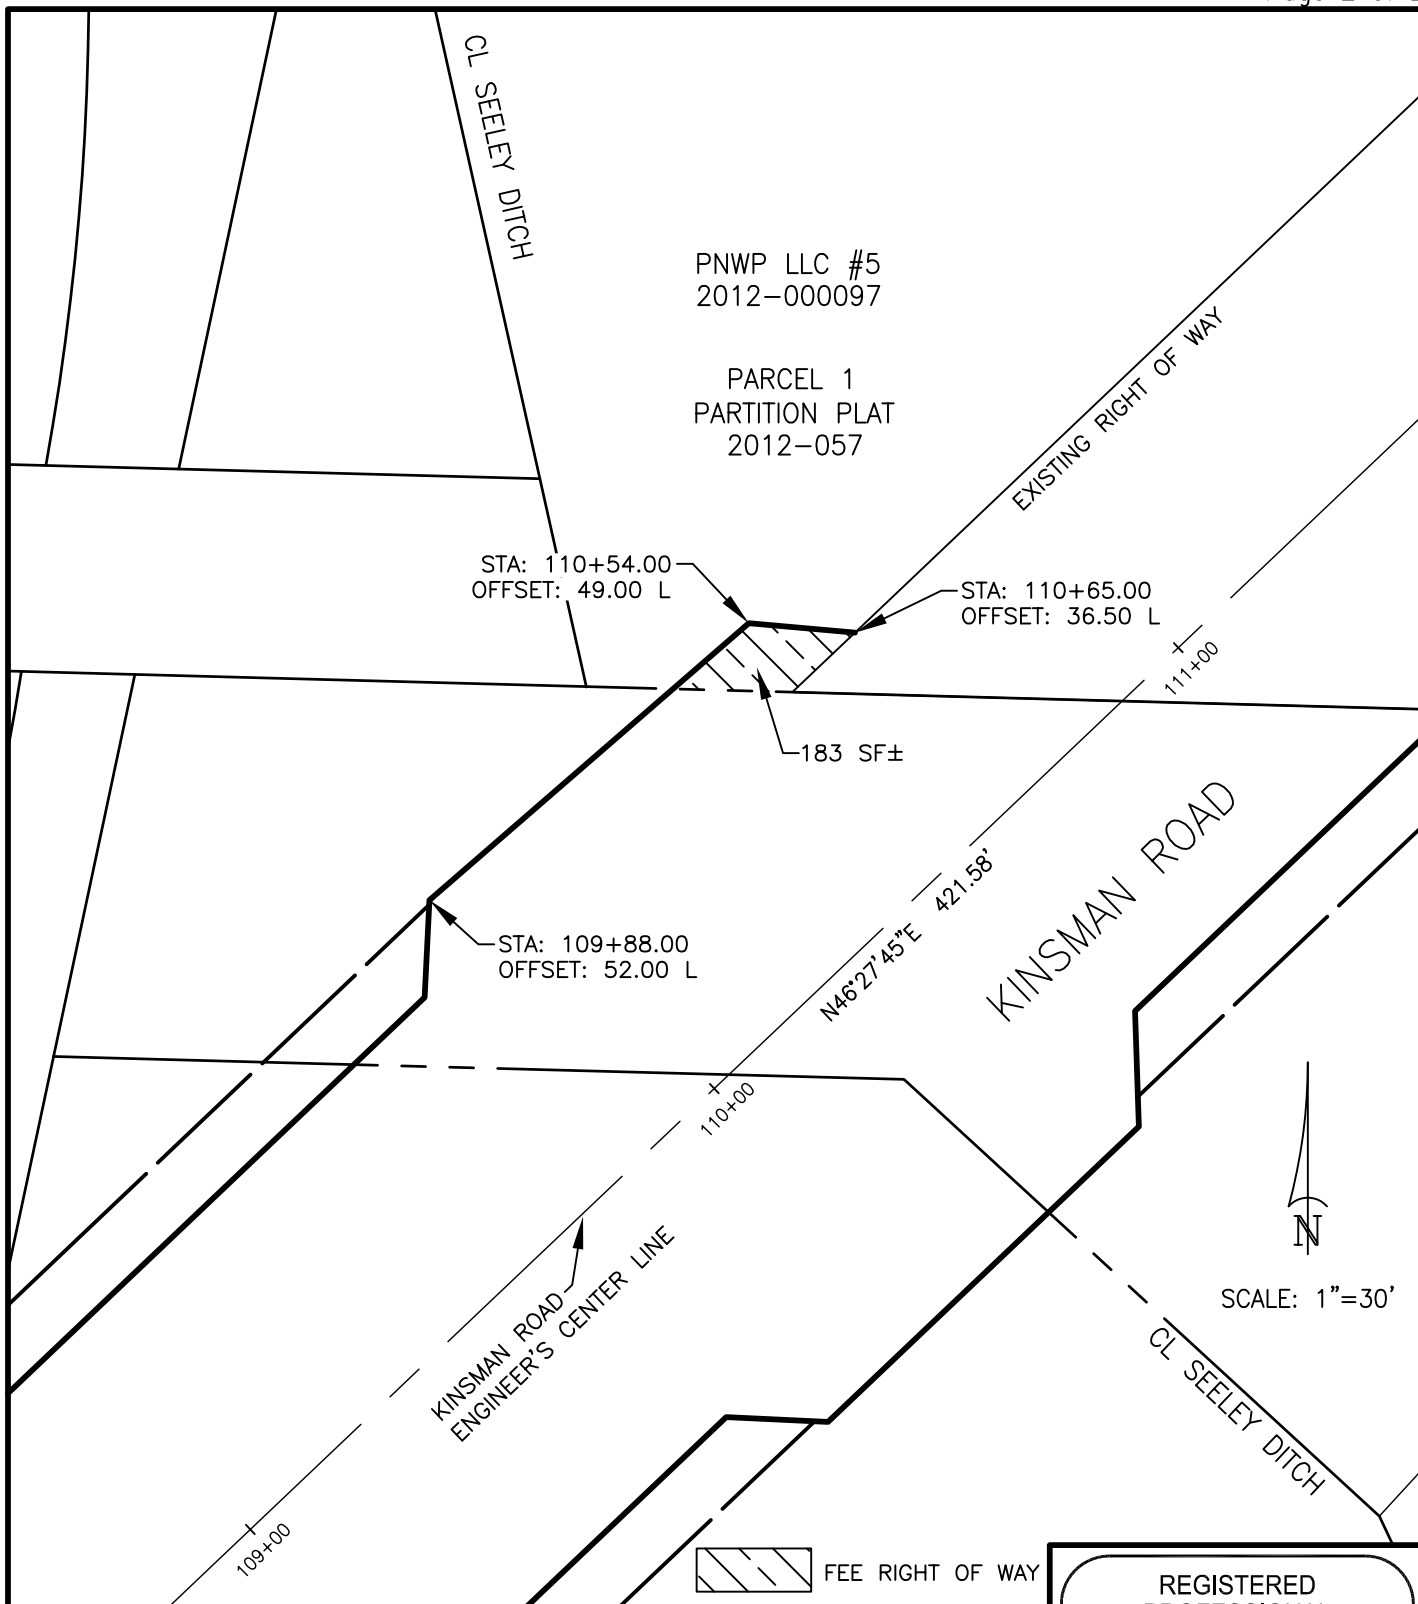 CL SEELEY DITCH
PNWP LLC #5
2012-000097
PARCEL 1
PARTITION PLAT
2012-057
EXISTING RIGHT OF WAY
STA: 110+54.00
OFFSET: 49.00 L
STA: 110+65.00
OFFSET: 36.50 L
111+00
183 SF±
KINSMAN ROAD
N46°27'45"E 421.58'
STA: 109+88.00
OFFSET: 52.00 L
110+00
N
SCALE: 1"=30'
KINSMAN ROAD
ENGINEER'S CENTER LINE
CL SEELEY DITCH
109+00
FEE RIGHT OF WAY
REGISTERED